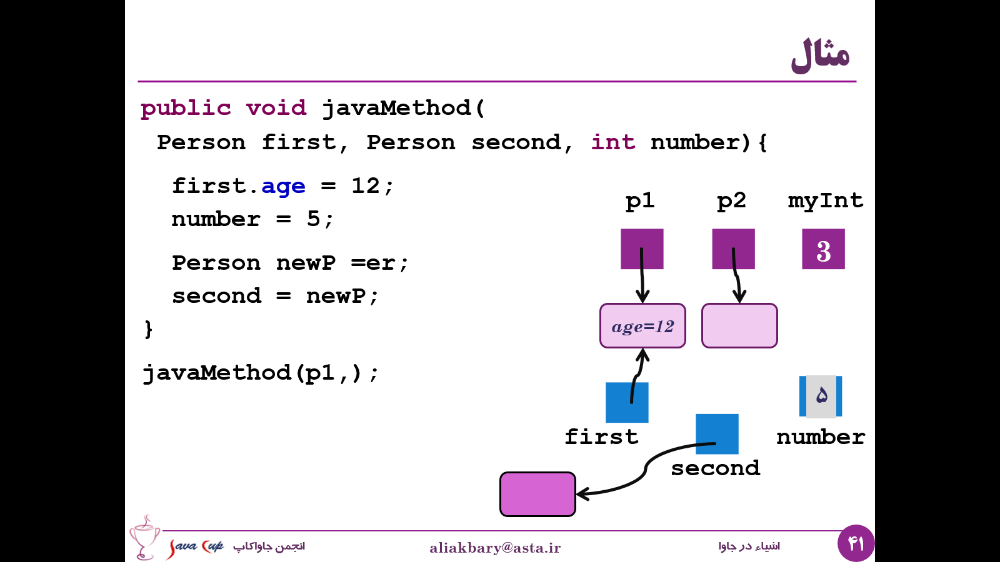 مثال
public void javaMethod(
Person first, Person second, int number){
first.age = 12;
number = 5;
Person newP =er;
second = newP;
}
javaMethod(p1,);
p1 p2 myInt
3
age=12
۵
first
number
second
Java Cup
انجمن جاواکاپ
aliakbary@asta.ir
اشیاء در جاوا
۴۱